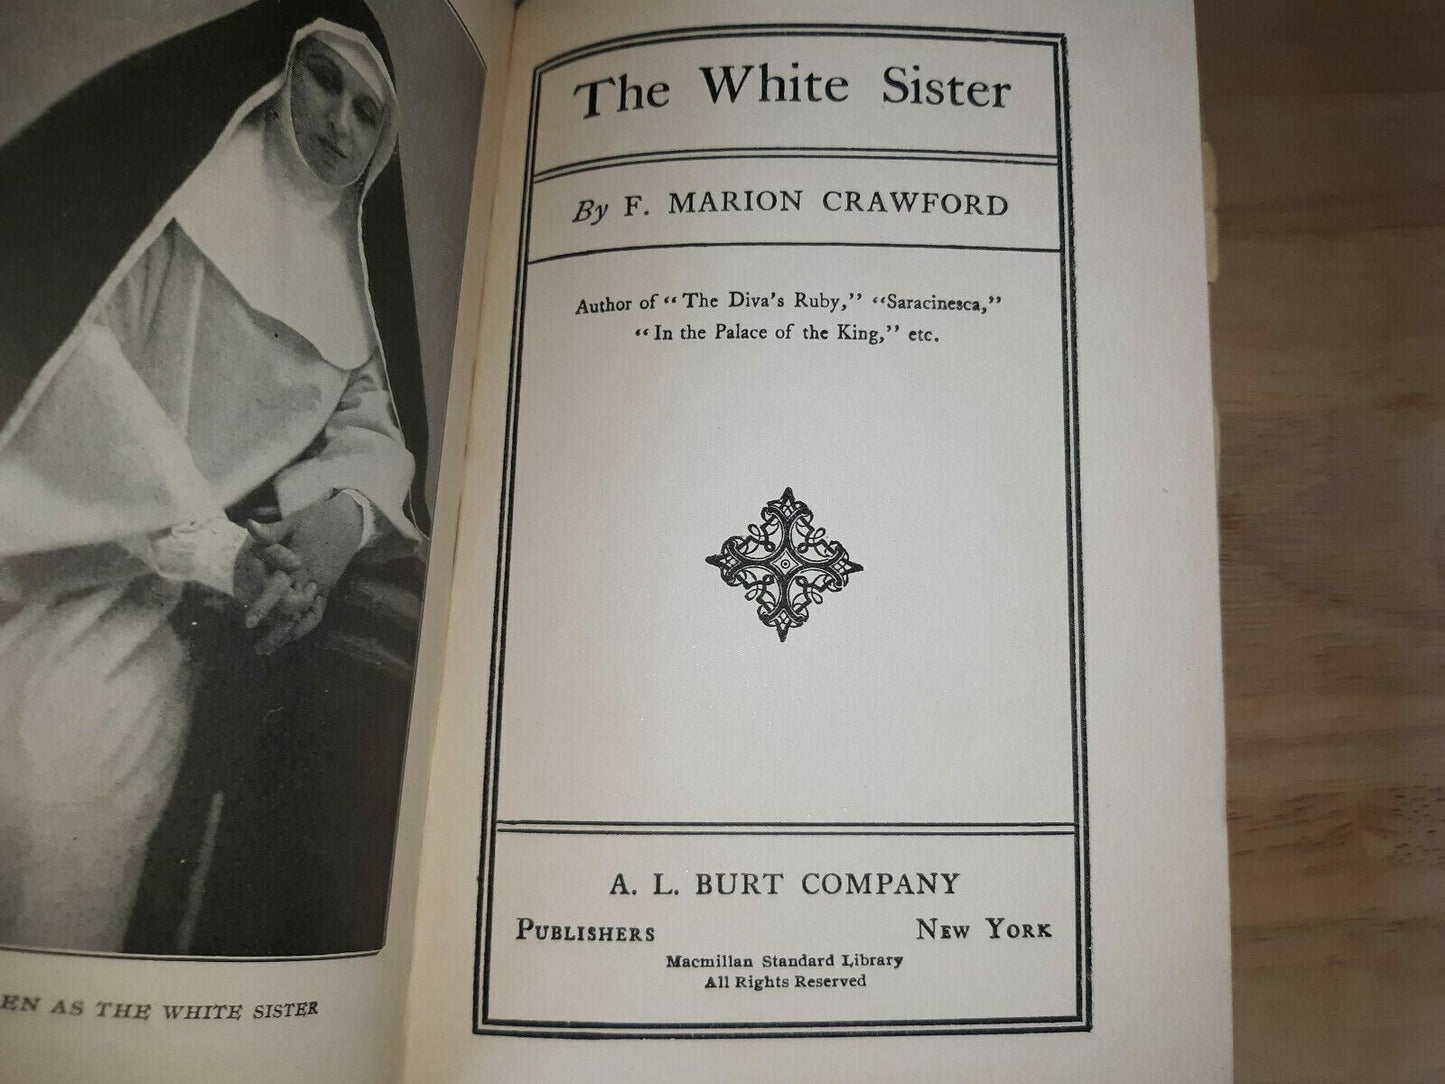 EN AS THE WHITE SISTER
The White Sister
By F. MARION CRAWFORD
Author of “The Diva's Ruby,” “Saracinesca,”
“In the Palace of the King,” etc.
A. L. BURT COMPANY
PUBLISHERS NEW YORK
Macmillan Standard Library
All Rights Reserved